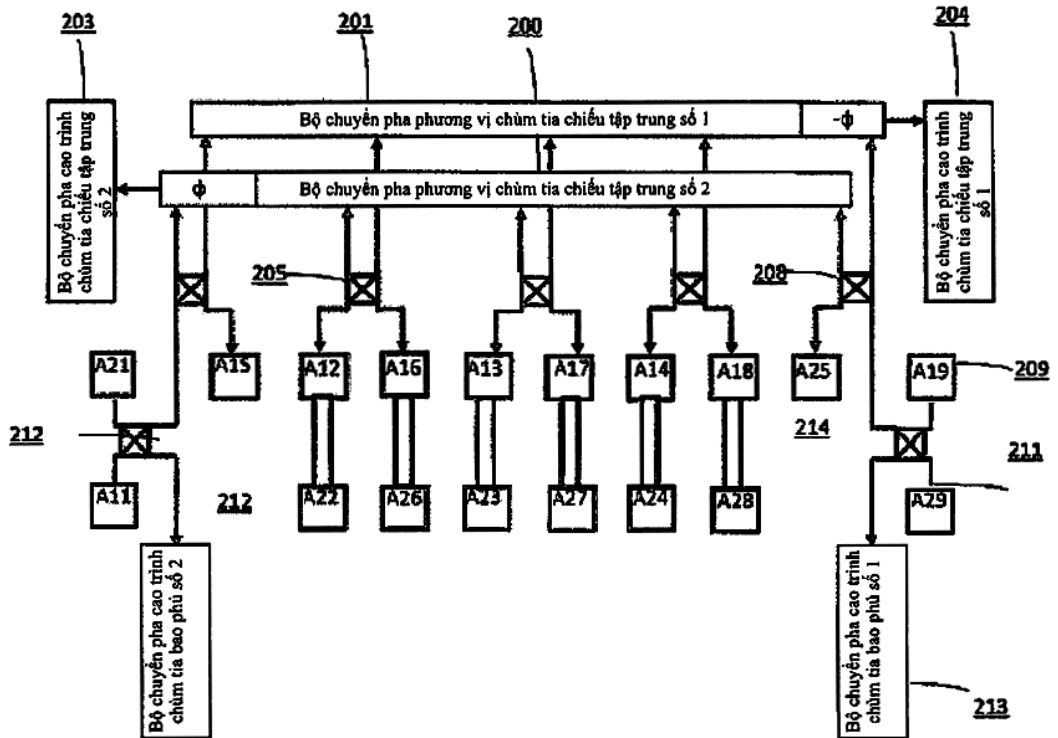 203
201
200
204
Bộ chuyển pha phương vị chùm tia chiếu tập trung số 1
-ϕ
Bộ chuyển pha phương vị chùm tia chiếu tập trung số 2
ϕ
Bộ chuyển pha cao trình
chùm tia chiếu tập trung
số 2
Bộ chuyển pha cao trình
chùm tia chiếu tập trung
số 1
205
208
A21
A15
A12
A16
A13
A17
A14
A18
A25
A19
209
212
214
211
A11
212
A22
A26
A23
A27
A24
A28
A29
Bộ chuyển pha cao trình
chùm tia bao phủ số 2
Bộ chuyển pha cao trình
chùm tia bao phủ số 1
213